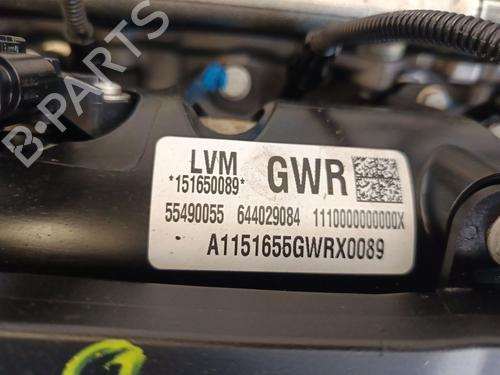 B-PARTS
LVM GWR
*151650089*
55490055 644029084 1110000000000X
A1151655GWRX0089